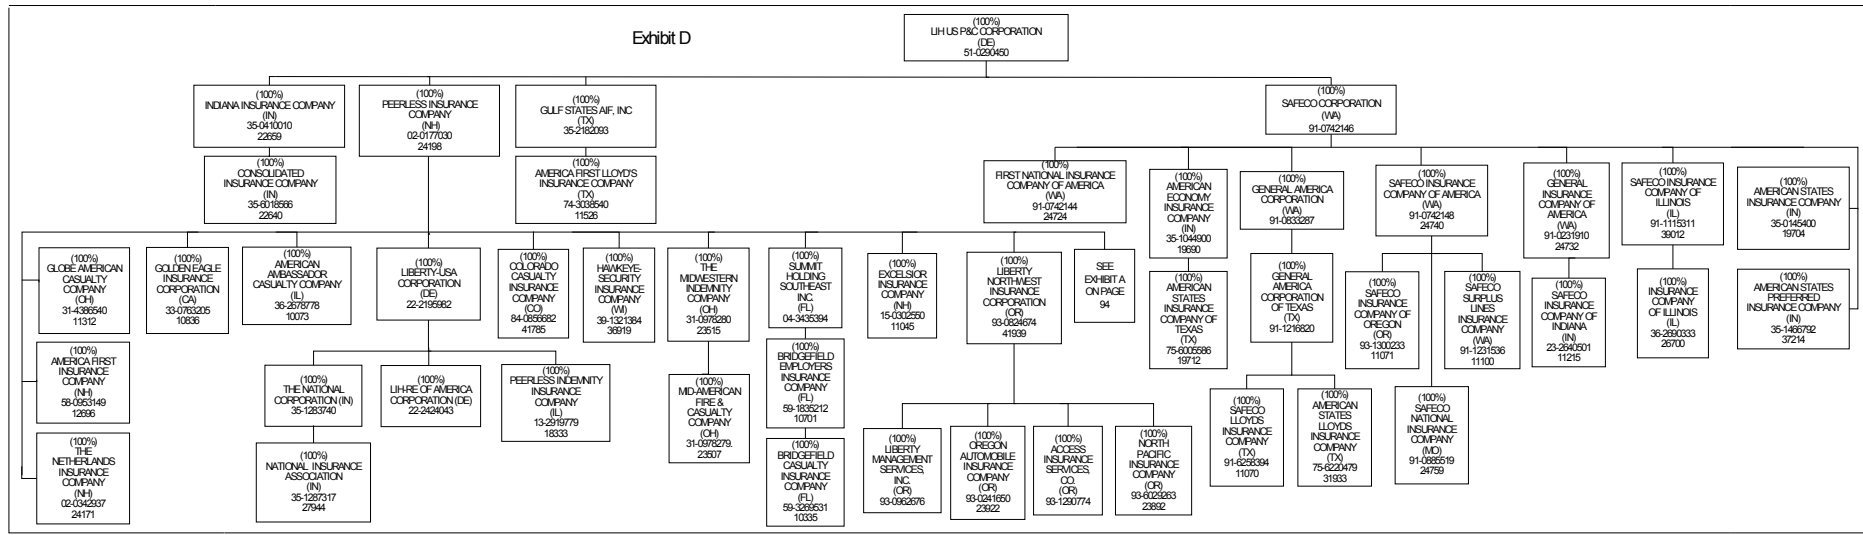 Exhibit D
(100%)
LIH US P&C CORPORATION
(DE)
51-0290450
(100%)
INDIANA INSURANCE COMPANY
(IN)
35-0410010
22659
(100%)
PEERLESS INSURANCE
COMPANY
(NH)
02-0177030
24198
(100%)
GULF STATES AIF, INC
(TX)
35-2182093
(100%)
SAFECO CORPORATION
(WA)
91-0742146
(100%)
CONSOLIDATED
INSURANCE COMPANY
(IN)
35-6018566
22640
(100%)
AMERICA FIRST LLOYD'S
INSURANCE COMPANY
(TX)
74-3038540
11526
(100%)
FIRST NATIONAL INSURANCE
COMPANY OF AMERICA
(WA)
91-0742144
24724
(100%)
AMERICAN
ECONOMY
INSURANCE
COMPANY
(IN)
35-1044900
19690
(100%)
GENERAL AMERICA
CORPORATION
(WA)
91-0833287
(100%)
SAFECO INSURANCE
COMPANY OF AMERICA
(WA)
91-0742148
24740
(100%)
GENERAL
INSURANCE
COMPANY OF
AMERICA
(WA)
91-0231910
24732
(100%)
SAFECO INSURANCE
COMPANY OF
ILLINOIS
(IL)
91-1115311
39012
(100%)
AMERICAN STATES
INSURANCE COMPANY
(IN)
35-0145400
19704
(100%)
GLOBE AMERICAN
CASUALTY COMPANY
(OH)
31-4386540
11312
(100%)
GOLDEN EAGLE
INSURANCE
CORPORATION
(CA)
33-0763205
10836
(100%)
AMERICAN
AMBASSADOR
CASUALTY COMPANY
(IL)
36-2678778
10073
(100%)
LIBERTY-USA
CORPORATION
(DE)
22-2195982
(100%)
COLORADO
CASUALTY
INSURANCE
COMPANY
(CO)
84-0856682
41785
(100%)
HAWKEYE-
SECURITY
INSURANCE
COMPANY
(WI)
39-1321384
36919
(100%)
THE
MIDWESTERN
INDEMNITY
COMPANY
(OH)
31-0978280
23515
(100%)
SUMMIT
HOLDING
SOUTHEAST
INC.
(FL)
04-3435394
(100%)
EXCELSIOR
INSURANCE
COMPANY
(NH)
15-0302550
11045
(100%)
LIBERTY
NORTHWEST
INSURANCE
CORPORATION
(OR)
93-0824674
41939
SEE
EXHIBIT A
ON PAGE
94
(100%)
AMERICAN
STATES
INSURANCE
COMPANY OF
TEXAS
(TX)
75-6005586
19712
(100%)
GENERAL
AMERICA
CORPORATION
OF TEXAS
(TX)
91-1216820
(100%)
SAFECO
INSURANCE
COMPANY OF
OREGON
(OR)
93-1300233
11071
(100%)
SAFECO
SURPLUS
LINES
INSURANCE
COMPANY
(WA)
91-1231536
11100
(100%)
SAFECO
INSURANCE
COMPANY OF
INDIANA
(IN)
23-2640501
11215
(100%)
INSURANCE
COMPANY
OF ILLINOIS
(IL)
36-2690333
26700
(100%)
AMERICAN STATES
PREFERRED
INSURANCE COMPANY
(IN)
35-1466792
37214
(100%)
AMERICA FIRST
INSURANCE
COMPANY
(NH)
58-0953149
12696
(100%)
THE NATIONAL
CORPORATION (IN)
35-1283740
(100%)
LIH-RE OF AMERICA
CORPORATION (DE)
22-2424043
(100%)
PEERLESS INDEMNITY
INSURANCE
COMPANY
(IL)
13-2919779
18333
(100%)
MID-AMERICAN
FIRE &
CASUALTY
COMPANY
(OH)
31-0978279.
23507
(100%)
BRIDGEFIELD
EMPLOYERS
INSURANCE
COMPANY
(FL)
59-1835212
10701
(100%)
SAFECO
LLOYDS
INSURANCE
COMPANY
(TX)
91-6258394
11070
(100%)
AMERICAN
STATES
LLOYDS
INSURANCE
COMPANY
(TX)
75-6220479
31933
(100%)
SAFECO
NATIONAL
INSURANCE
COMPANY
(MO)
91-0885519
24759
(100%)
THE
NETHERLANDS
INSURANCE
COMPANY
(NH)
02-0342937
24171
(100%)
NATIONAL INSURANCE
ASSOCIATION
(IN)
35-1287317
27944
(100%)
BRIDGEFIELD
CASUALTY
INSURANCE
COMPANY
(FL)
59-3269531
10335
(100%)
LIBERTY
MANAGEMENT
SERVICES,
INC.
(OR)
93-0962676
(100%)
OREGON
AUTOMOBILE
INSURANCE
COMPANY
(OR)
93-0241650
23922
(100%)
ACCESS
INSURANCE
SERVICES,
CO.
(OR)
93-1290774
(100%)
NORTH
PACIFIC
INSURANCE
COMPANY
(OR)
93-6029263
23892